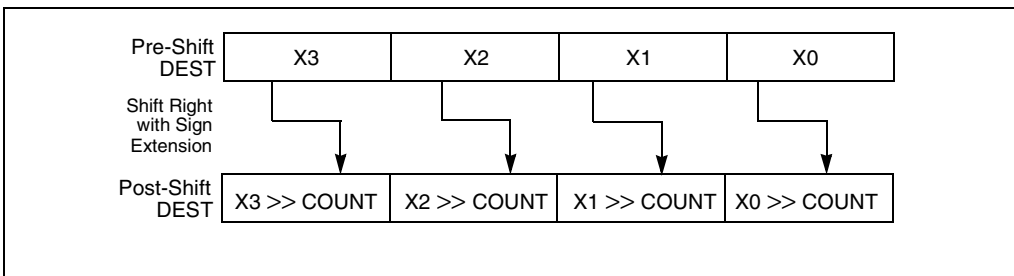 Pre-Shift
DEST
X3 X2 X1 X0
Shift Right
with Sign
Extension
Post-Shift
DEST
X3 >> COUNT X2 >> COUNT X1 >> COUNT X0 >> COUNT